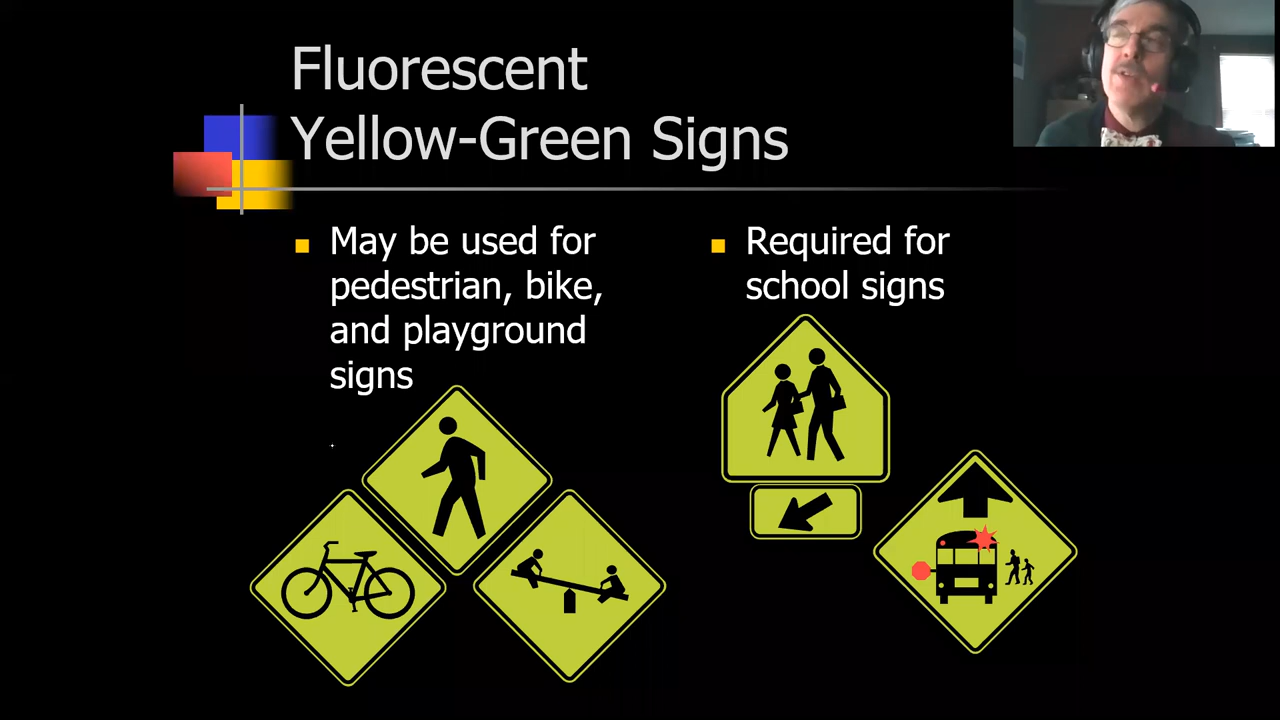 Fluorescent
Yellow-Green Signs
May be used for
pedestrian, bike,
and playground
signs
Required for
school signs